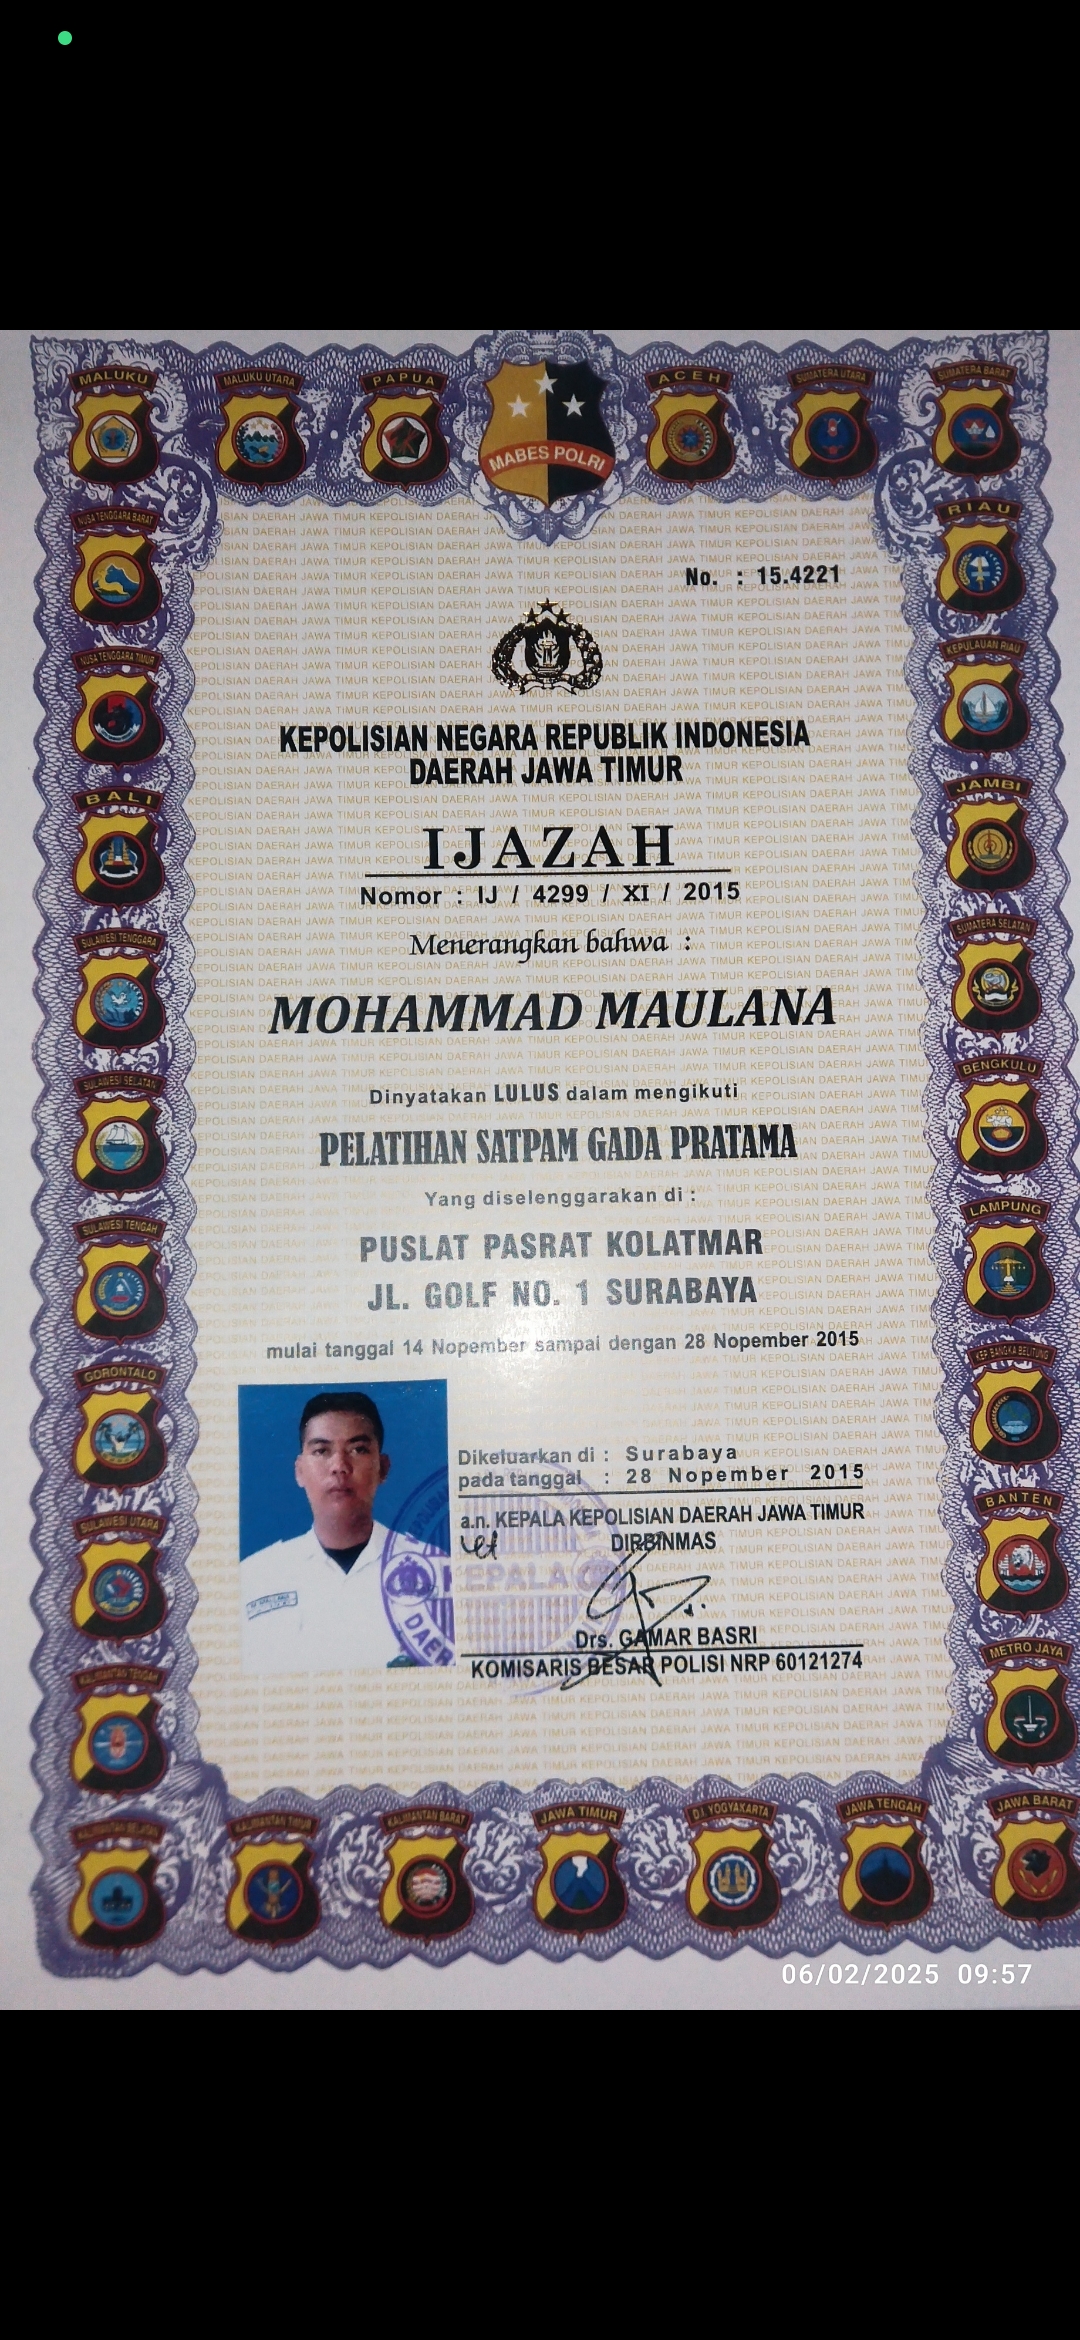 MALUKU
MALUKU UTARA
PAPUA
MABES POLRI
ACEH
SUMATERA UTARA
SUMATERA BARAT
NUSA TENGGARA BARAT
RIAU
No. : 15.4221
NUSA TENGGARA TIMUR
KEPULAUAN RIAU
KEPOLISIAN NEGARA REPUBLIK INDONESIA
DAERAH JAWA TIMUR
BALI
JAMBI
IJAZAH
Nomor : IJ / 4299 / XI / 2015
SULAWESI TENGGARA
SUMATERA SELATAN
Menerangkan bahwa :
MOHAMMAD MAULANA
SULAWESI SELATAN
BENGKULU
Dinyatakan LULUS dalam mengikuti
PELATIHAN SATPAM GADA PRATAMA
Yang diselenggarakan di :
SULAWESI TENGAH
LAMPUNG
PUSLAT PASRAT KOLATMAR
JL. GOLF NO. 1 SURABAYA
mulai tanggal 14 Nopember sampai dengan 28 Nopember 2015
GORONTALO
KEP BANGKA BELITUNG
Dikeluarkan di : Surabaya
pada tanggal : 28 Nopember 2015
SULAWESI UTARA
BANTEN
a.n. KEPALA KEPOLISIAN DAERAH JAWA TIMUR
DIRBINMAS
KEPALA
DAER
Drs. GAMAR BASRI
KOMISARIS BESAR POLISI NRP 60121274
KALIMANTAN TENGAH
METRO JAYA
KALIMANTAN SELATAN
KALIMANTAN TIMUR
KALIMANTAN BARAT
JAWA TIMUR
D.I. YOGYAKARTA
JAWA TENGAH
JAWA BARAT
06/02/2025 09:57